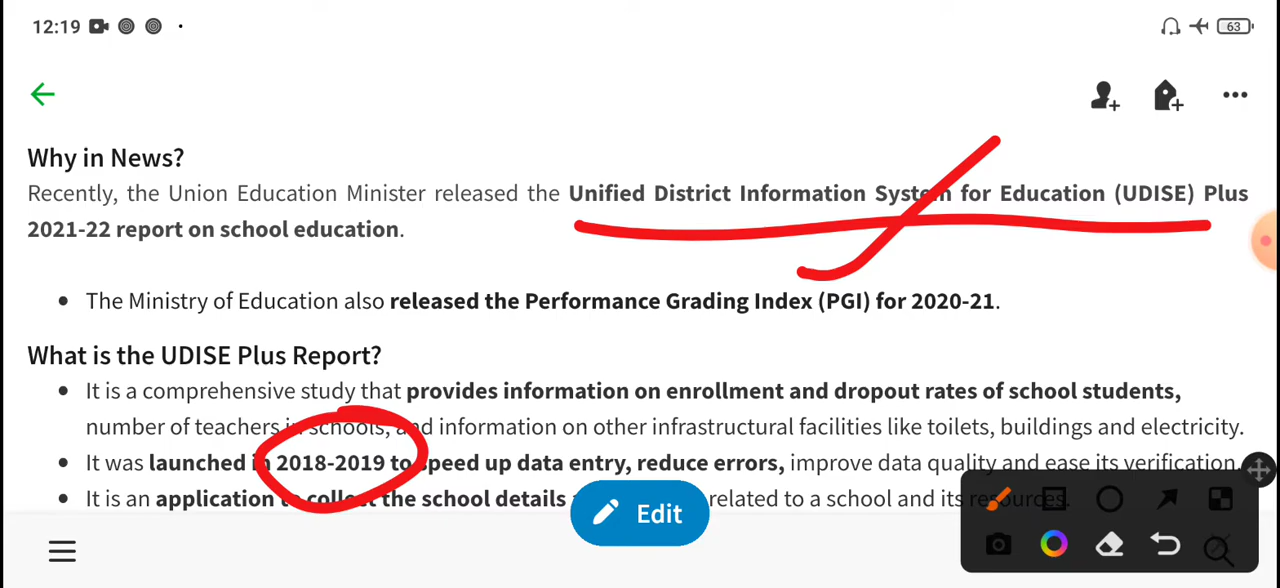 12:19
63
Why in News?
Recently, the Union Education Minister released the Unified District Information System for Education (UDISE) Plus
2021-22 report on school education.
The Ministry of Education also released the Performance Grading Index (PGI) for 2020-21.
What is the UDISE Plus Report?
It is a comprehensive study that provides information on enrollment and dropout rates of school students,
number of teachers in schools, and information on other infrastructural facilities like toilets, buildings and electricity.
It was launched in 2018-2019 to speed up data entry, reduce errors, improve data quality and ease its verification.
It is an application to collect the school details related to a school and its resources.
Edit